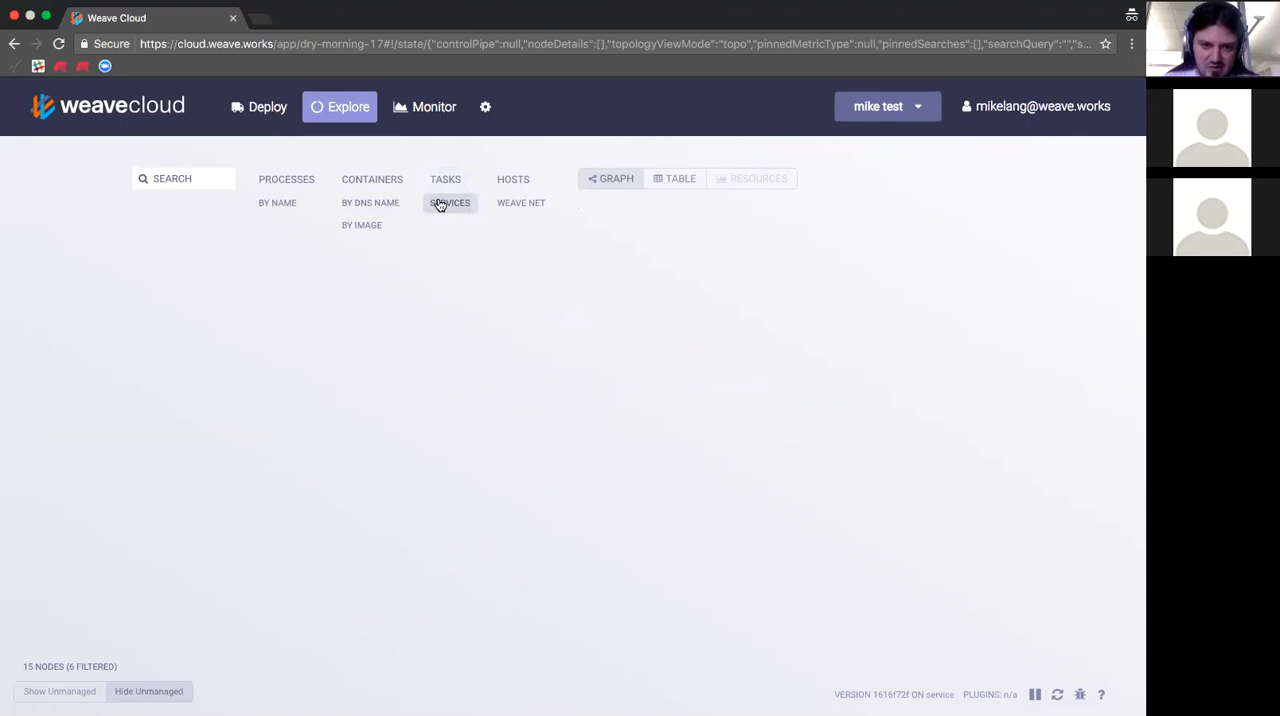 Weave Cloud
Secure
https://cloud.weave.works/app/dry-morning-17#!/state/{"controlPipe":null,"nodeDetails":[],"topologyViewMode":"topo","pinnedMetricType":null,"pinnedSearches":[],"searchQuery":"","s...
weavecloud
Deploy
Explore
Monitor
mike test
mikelang@weave.works
SEARCH
PROCESSES
CONTAINERS
TASKS
HOSTS
GRAPH
TABLE
RESOURCES
BY NAME
BY DNS NAME
SERVICES
WEAVE NET
BY IMAGE
15 NODES (6 FILTERED)
Show Unmanaged
Hide Unmanaged
VERSION 1616f72f ON service
PLUGINS: n/a